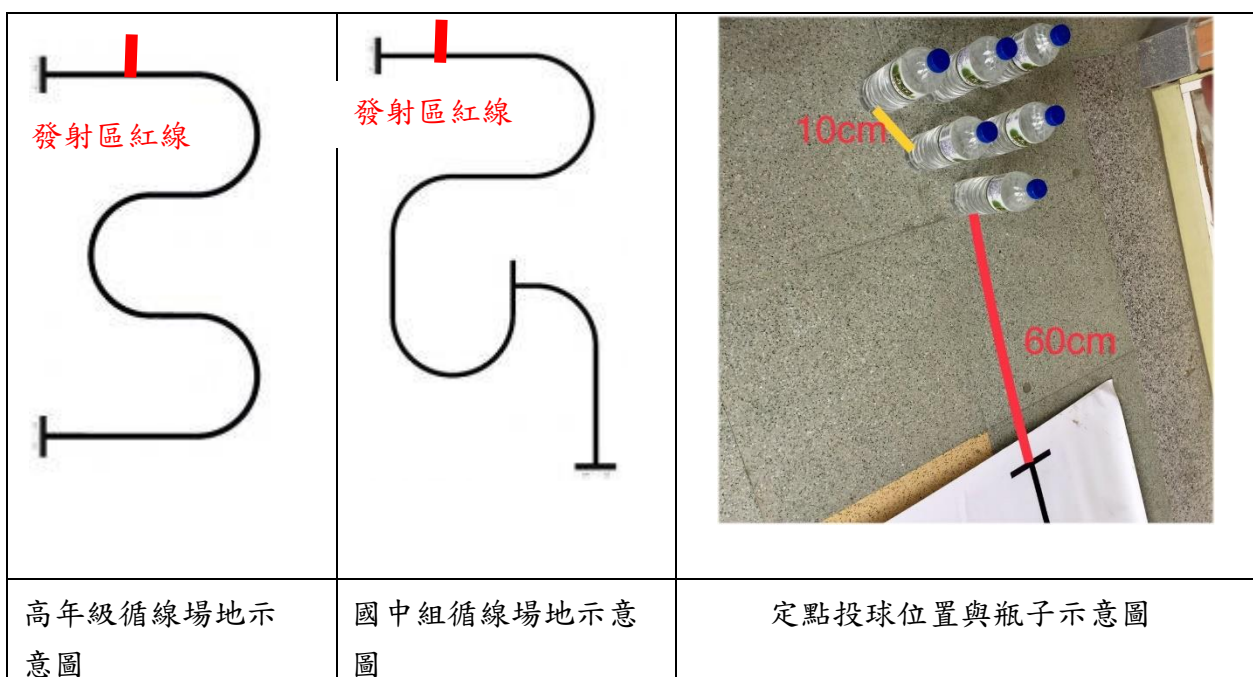 發射區紅線
發射區紅線
10cm
60cm
高年級循線場地示
意圖
國中組循線場地示意
圖
定點投球位置與瓶子示意圖